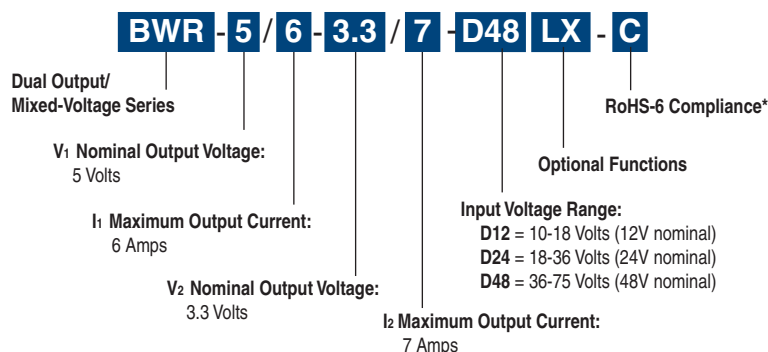 BWR - 5 / 6 - 3.3 / 7 - D48 LX - C
Dual Output/
Mixed-Voltage Series
RoHS-6 Compliance*
V1 Nominal Output Voltage:
5 Volts
Optional Functions
I1 Maximum Output Current:
6 Amps
Input Voltage Range:
D12 = 10-18 Volts (12V nominal)
D24 = 18-36 Volts (24V nominal)
D48 = 36-75 Volts (48V nominal)
V2 Nominal Output Voltage:
3.3 Volts
I2 Maximum Output Current:
7 Amps